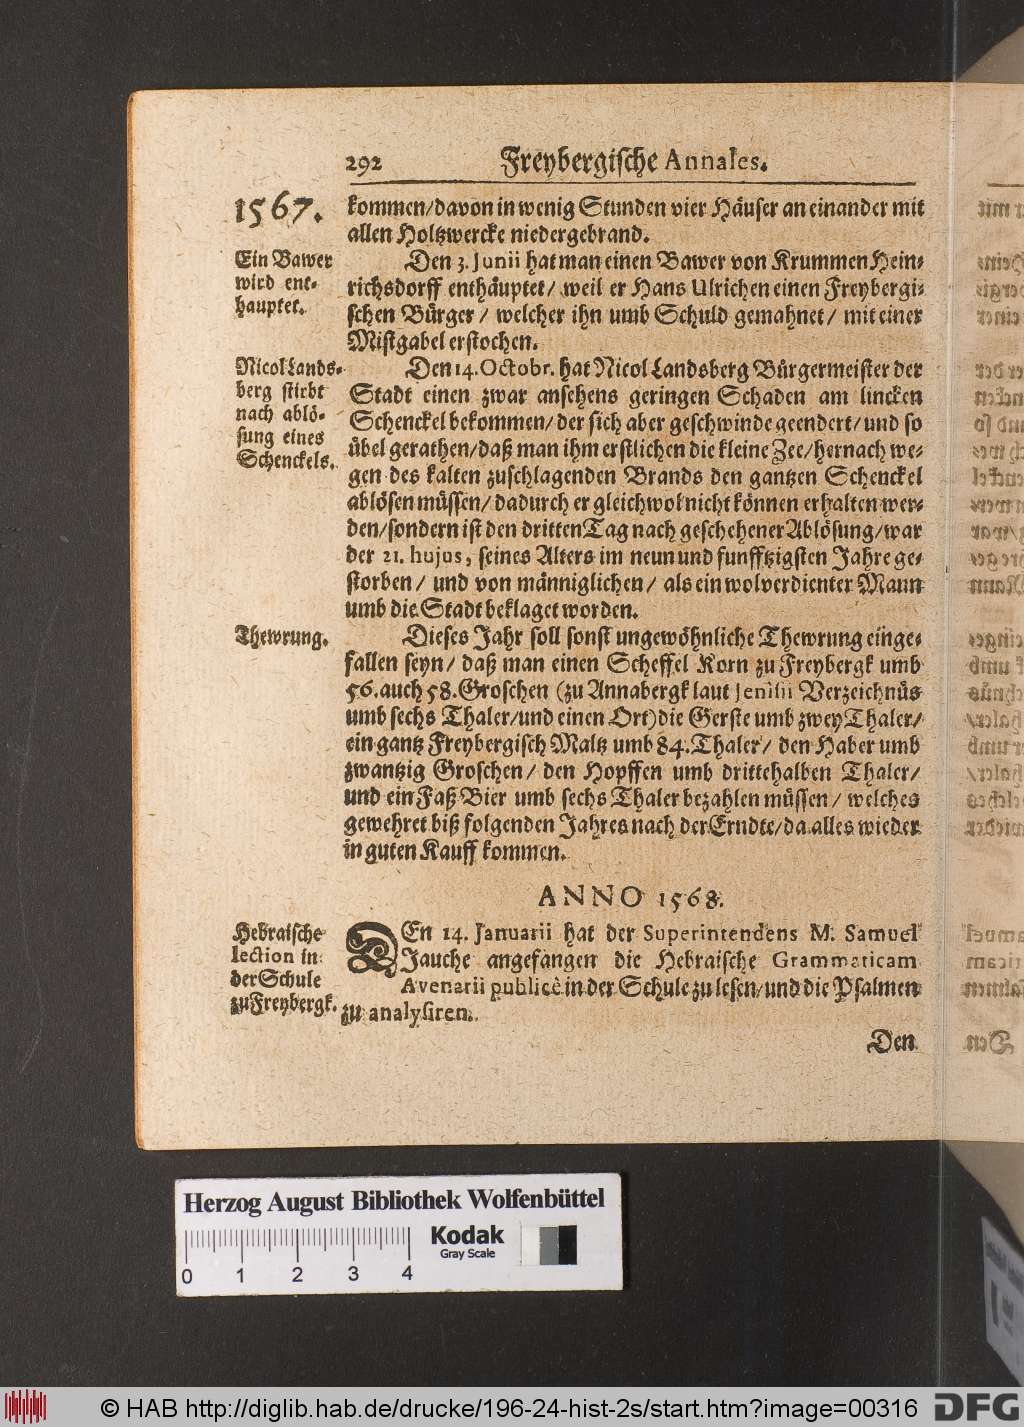 292 Freybergische Annales.
1567.
kommen/davon in wenig Stunden vier Häuser an einander mit
allen Holtzwercke niedergebrand.
Ein Bawer
wird ent-
hauptet.
Den 3. Junii hat man einen Bawer von Krummen Hein-
richsdorff enthäuptet/ weil er Hans Ulrichen einen Freybergi-
schen Bürger/ welcher ihn umb Schuld gemahnet/ mit einer
Mistgabel erstochen.
Nicol Lands-
berg stirbt
nach ablö-
sung eines
Schenckels.
Den 14. Octobr. hat Nicol Landsberg Bürgermeister der
Stadt einen zwar ansehens geringen Schaden am lincken
Schenckel bekommen/ der sich aber geschwinde geendert/ und so
übel gerathen/ daß man ihm erstlichen die kleine Zee/ hernach we-
gen des kalten zuschlagenden Brands den gantzen Schenckel
ablösen müssen/ dadurch er gleichwol nicht können erhalten wer-
den/ sondern ist den dritten Tag nach geschehener Ablösung/ war
der 21. hujus, seines Alters im neun und funfftzigsten Jahre ge-
storben/ und von männiglichen/ als ein wolverdienter Mann
umb die Stadt beklaget worden.
Thewrung.
Dieses Jahr soll sonst ungewöhnliche Thewrung einge-
fallen seyn/ daß man einen Scheffel Korn zu Freybergk umb
56. auch 58. Groschen (zu Annabergk laut Jenisii Verzeichnüs
umb sechs Thaler/ und einen Ort) die Gerste umb zwey Thaler/
ein gantz Freybergisch Maltz umb 84. Thaler/ den Haber umb
zwantzig Groschen/ den Hopffen umb drittehalben Thaler/
und ein Faß Bier umb sechs Thaler bezahlen müssen/ welches
gewehret biß folgenden Jahres nach der Erndte/ da alles wieder
in guten Kauff kommen.
ANNO 1568.
Hebraische
lection in
der Schule
zu Freybergk.
DEn 14. Januarii hat der Superintendens M. Samuel
Jauche angefangen die Hebraische Grammaticam
Avenarii publicè in der Schule zu lesen/ und die Psalmen
zu analysiren.
Den
Herzog August Bibliothek Wolfenbüttel
Kodak
Gray Scale
0 1 2 3 4
© HAB http://diglib.hab.de/drucke/196-24-hist-2s/start.htm?image=00316
DFG